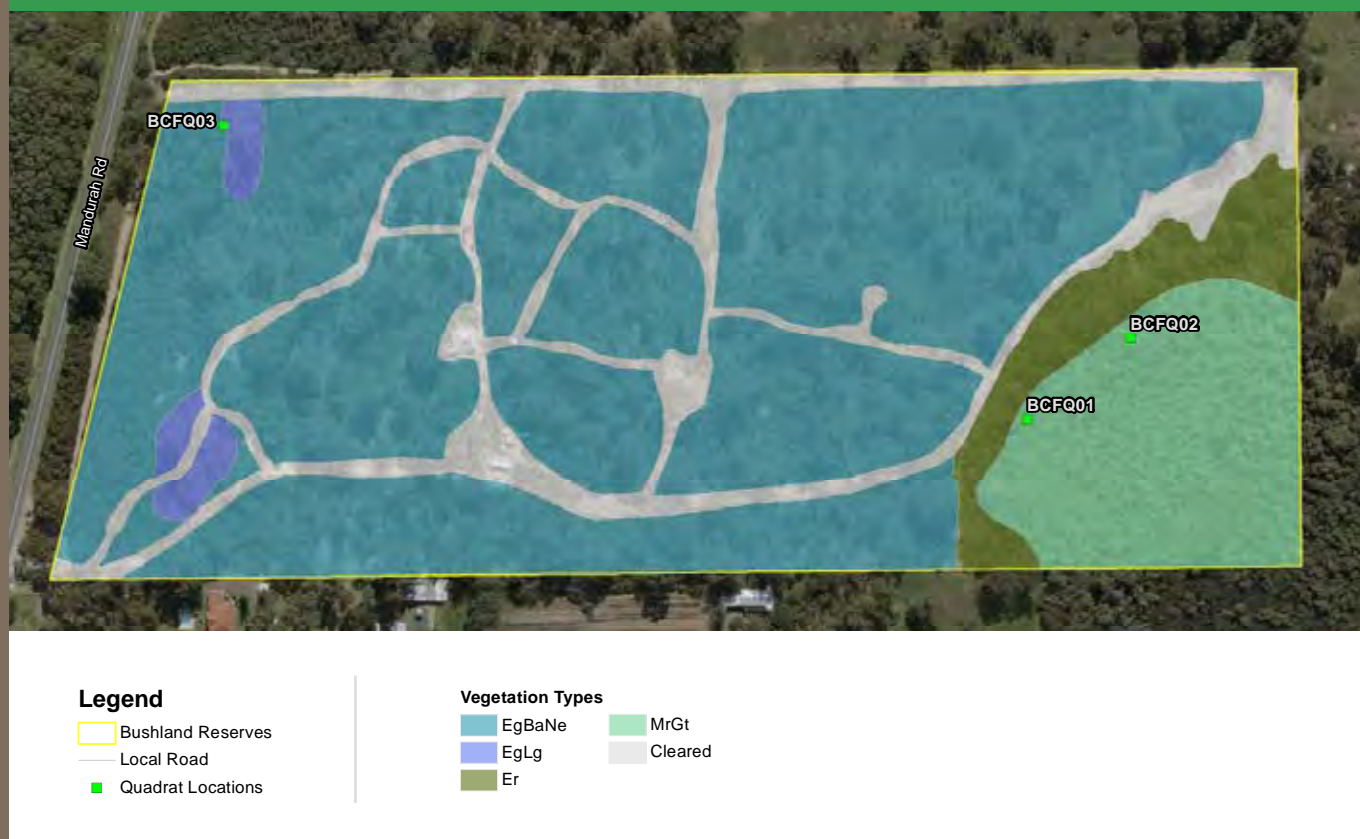 BCFQ03
Mandurah Rd
BCFQ02
BCFQ01
Legend
Bushland Reserves
Local Road
Quadrat Locations
Vegetation Types
EgBaNe
EgLg
Er
MrGt
Cleared